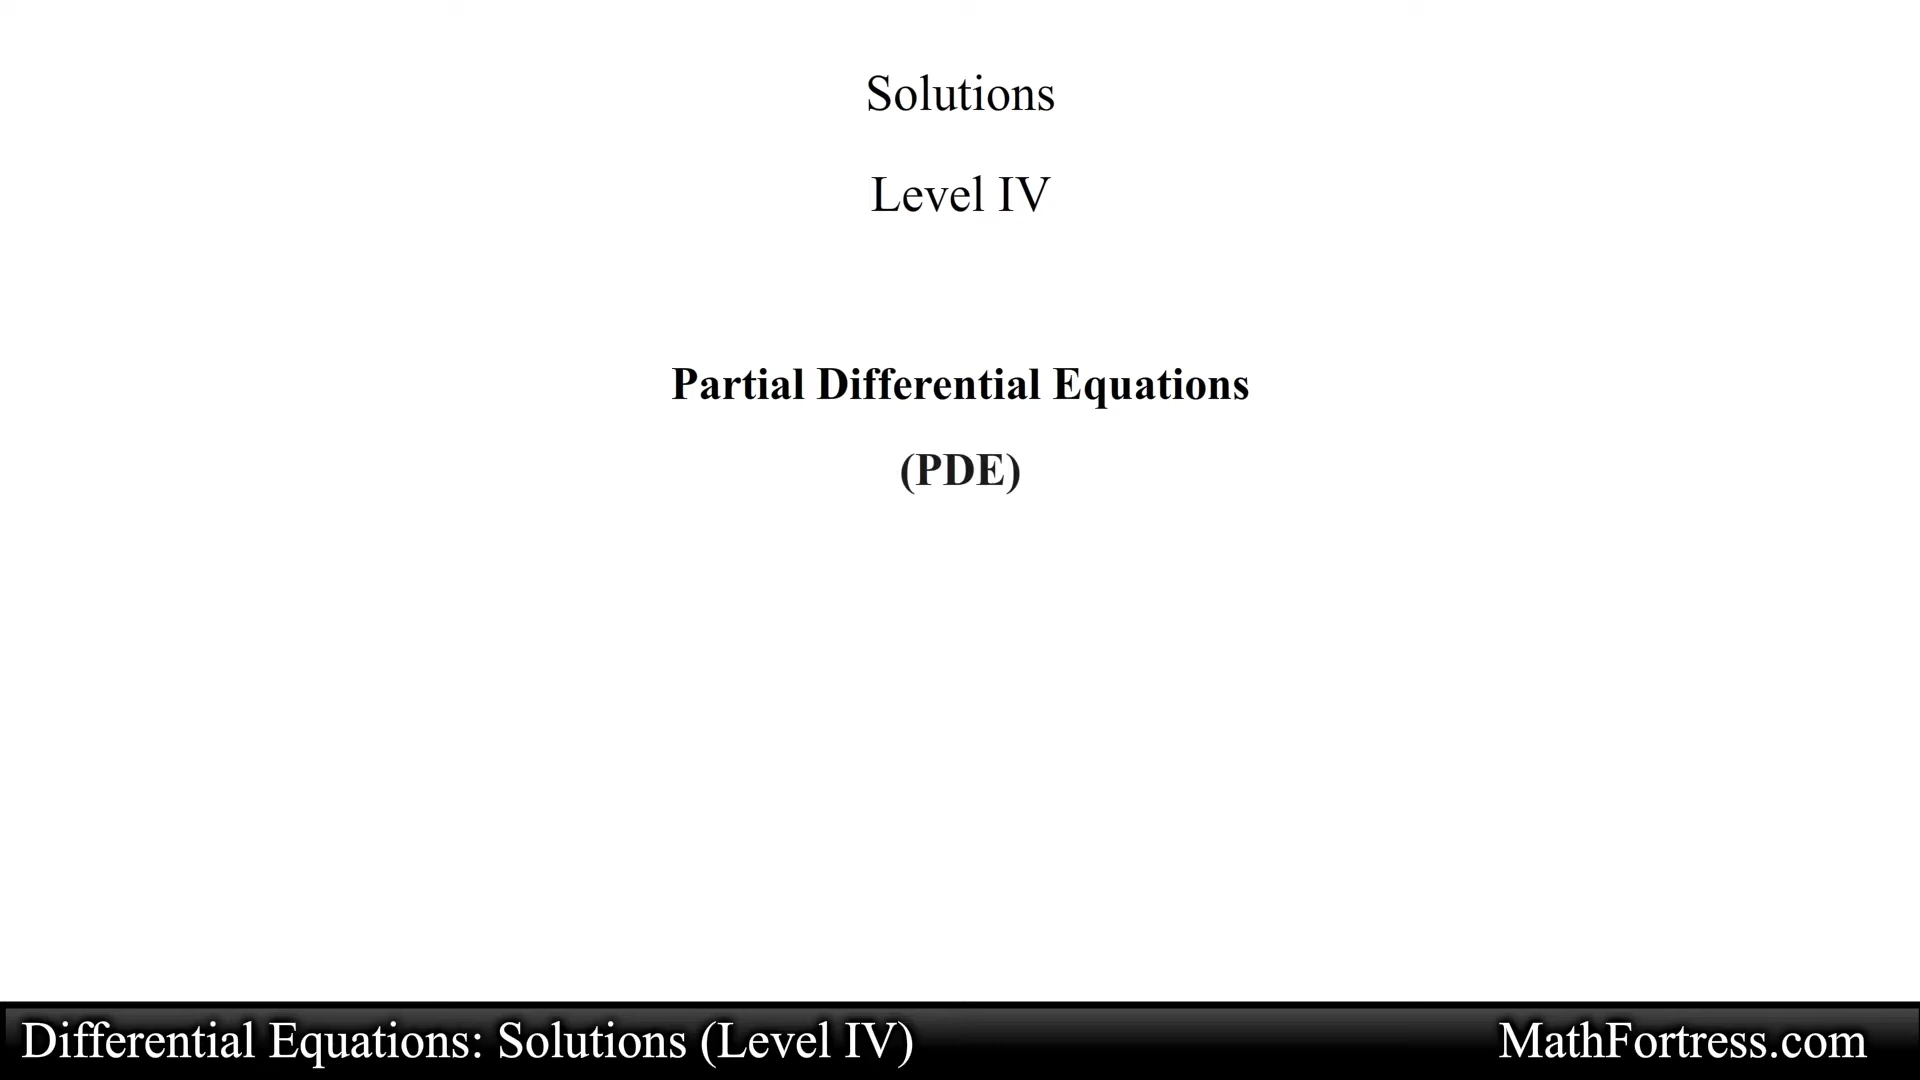 Solutions
Level IV
Partial Differential Equations
(PDE)
Differential Equations: Solutions (Level IV)
MathFortress.com